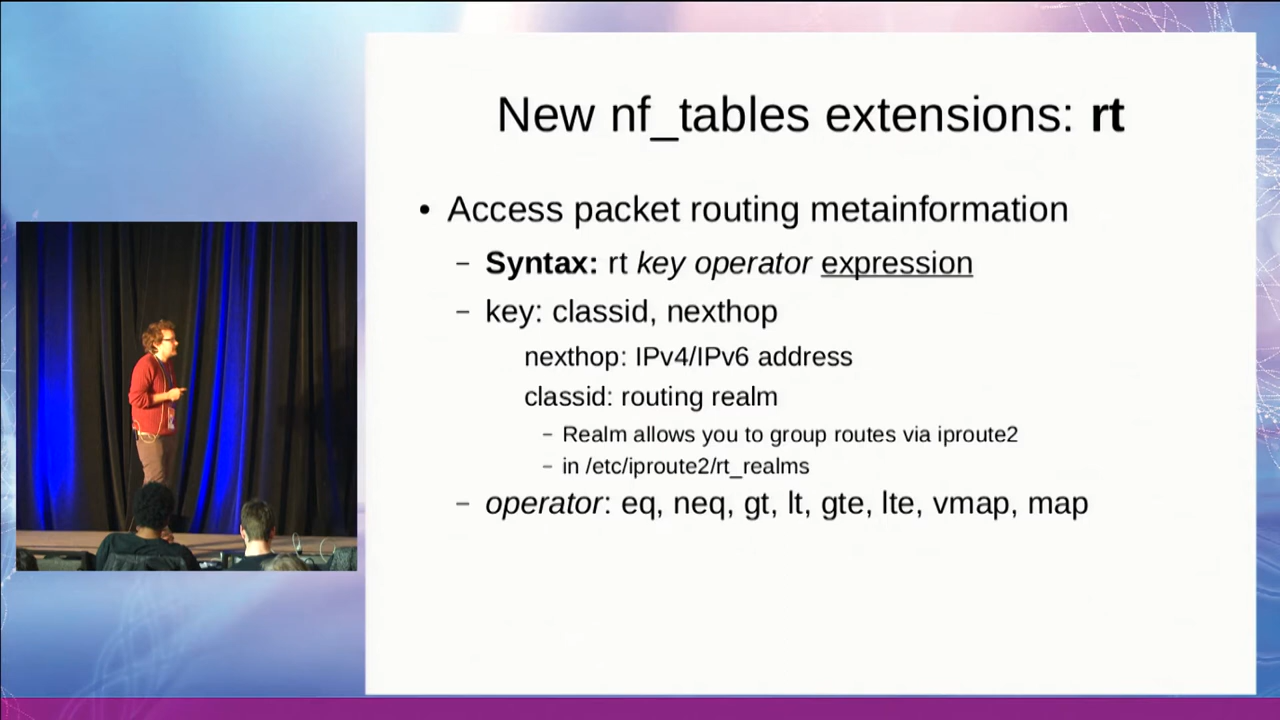 New nf_tables extensions: rt
• Access packet routing metainformation
– Syntax: rt key operator expression
– key: classid, nexthop
nexthop: IPv4/IPv6 address
classid: routing realm
– Realm allows you to group routes via iproute2
– in /etc/iproute2/rt_realms
– operator: eq, neq, gt, lt, gte, lte, vmap, map